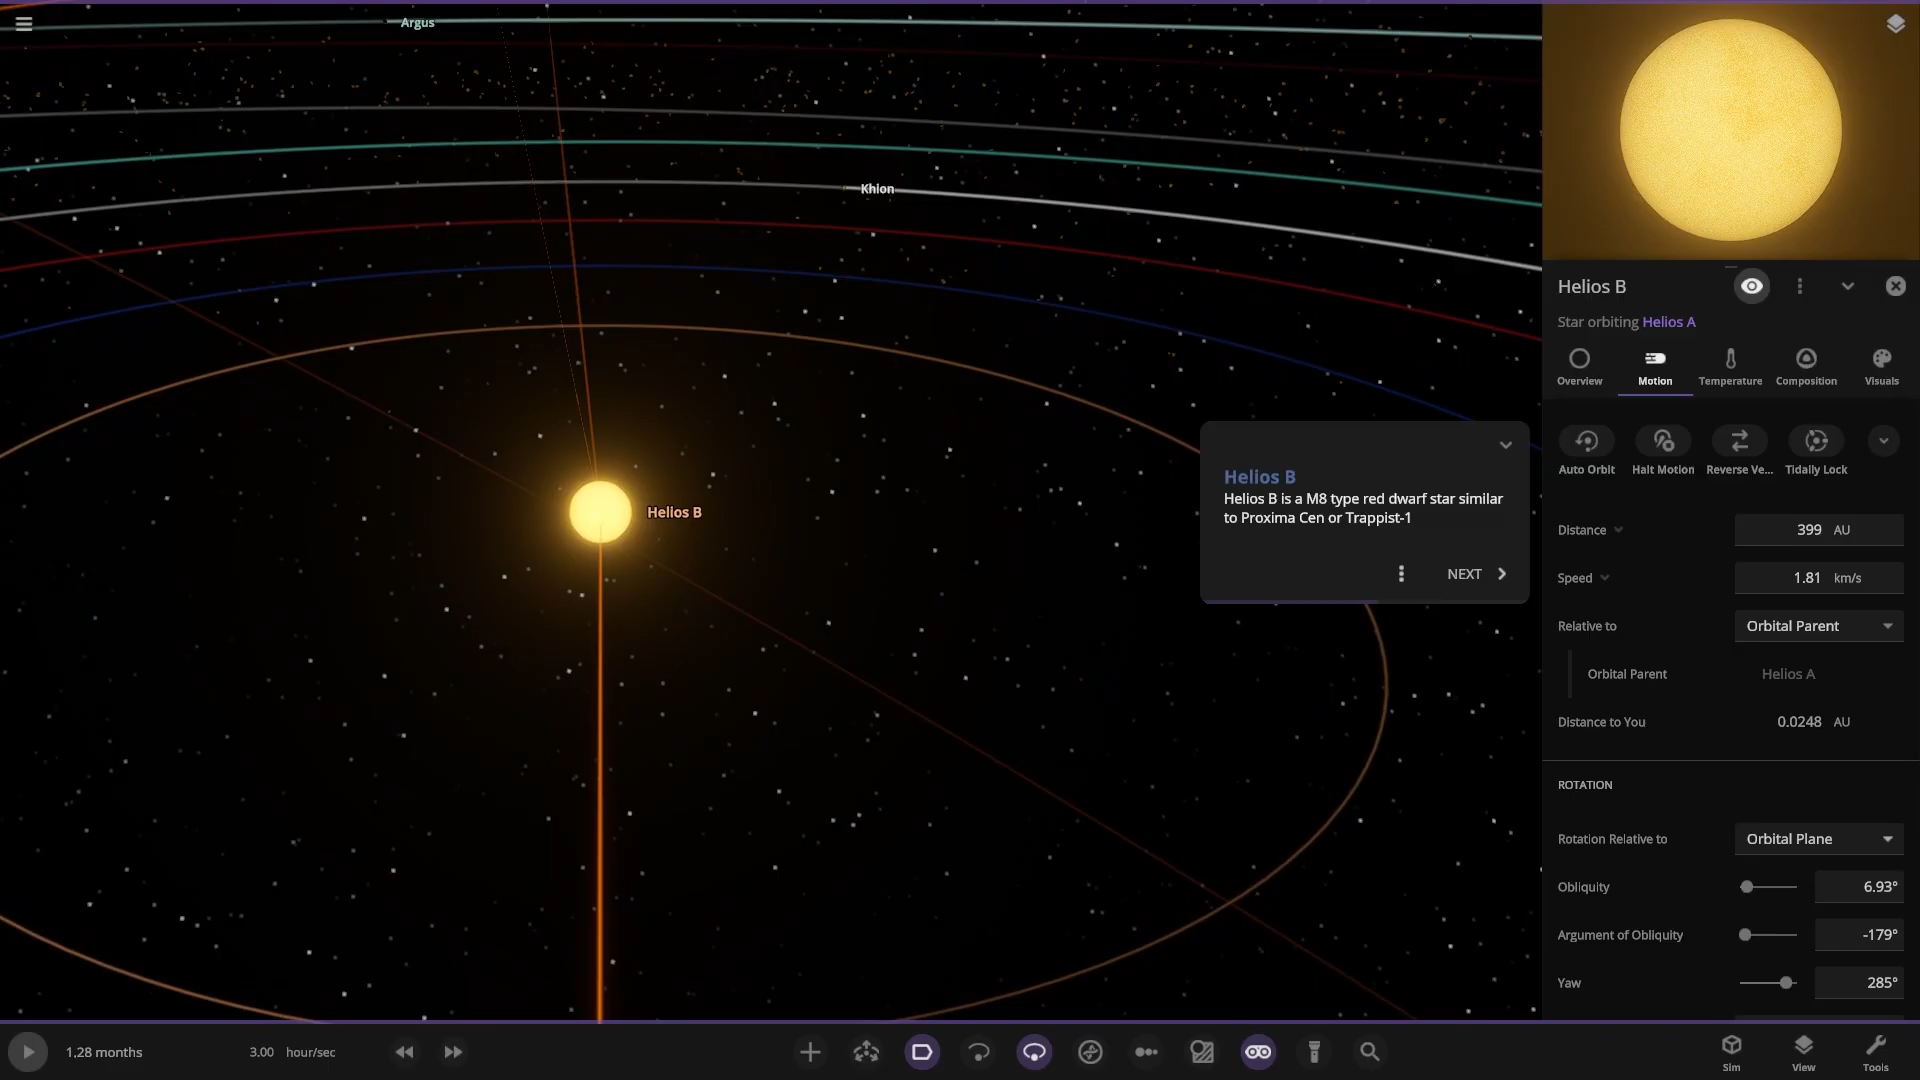 Argus
Khion
Helios B
Helios B
Helios B is a M8 type red dwarf star similar
to Proxima Cen or Trappist-1
NEXT
Helios B
Star orbiting Helios A
Overview Motion Temperature Composition Visuals
Auto Orbit Halt Motion Reverse Ve... Tidally Lock
Distance 399 AU
Speed 1.81 km/s
Relative to Orbital Parent
Orbital Parent Helios A
Distance to You 0.0248 AU
ROTATION
Rotation Relative to Orbital Plane
Obliquity 6.93°
Argument of Obliquity -179°
Yaw 285°
1.28 months 3.00 hour/sec
Sim View Tools